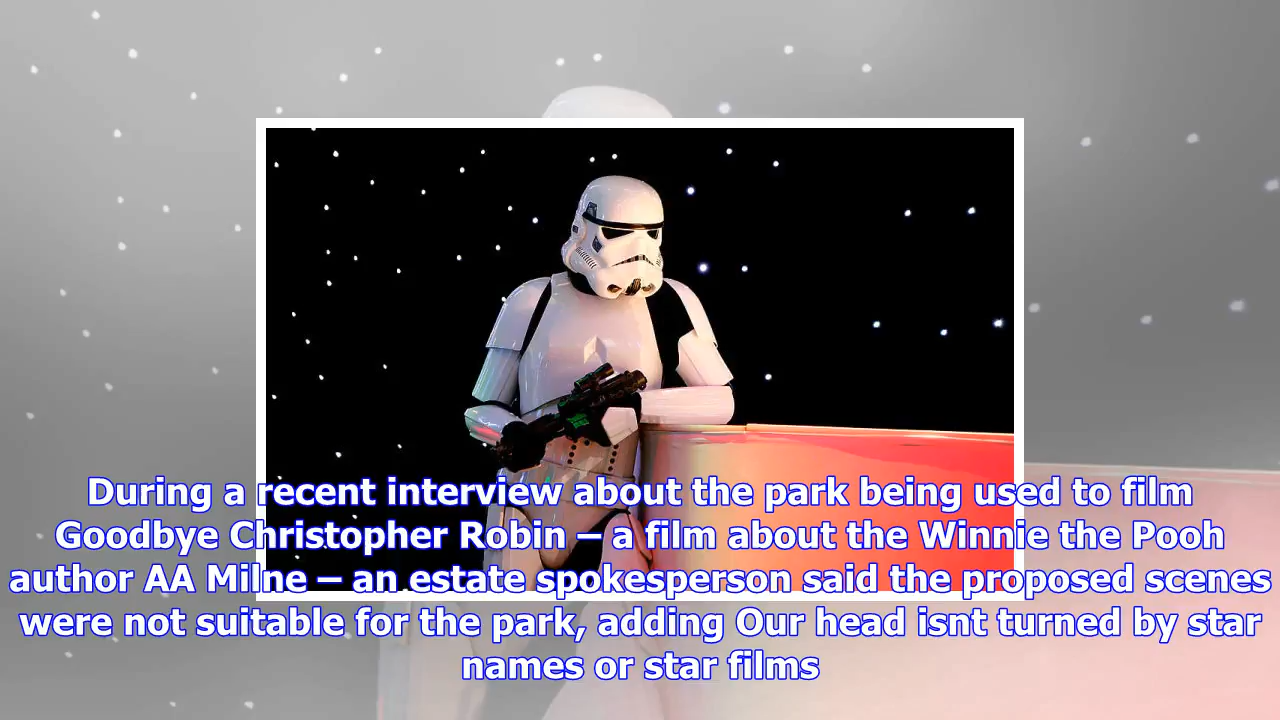 During a recent interview about the park being used to film
Goodbye Christopher Robin – a film about the Winnie the Pooh
author AA Milne – an estate spokesperson said the proposed scenes
were not suitable for the park, adding Our head isnt turned by star
names or star films